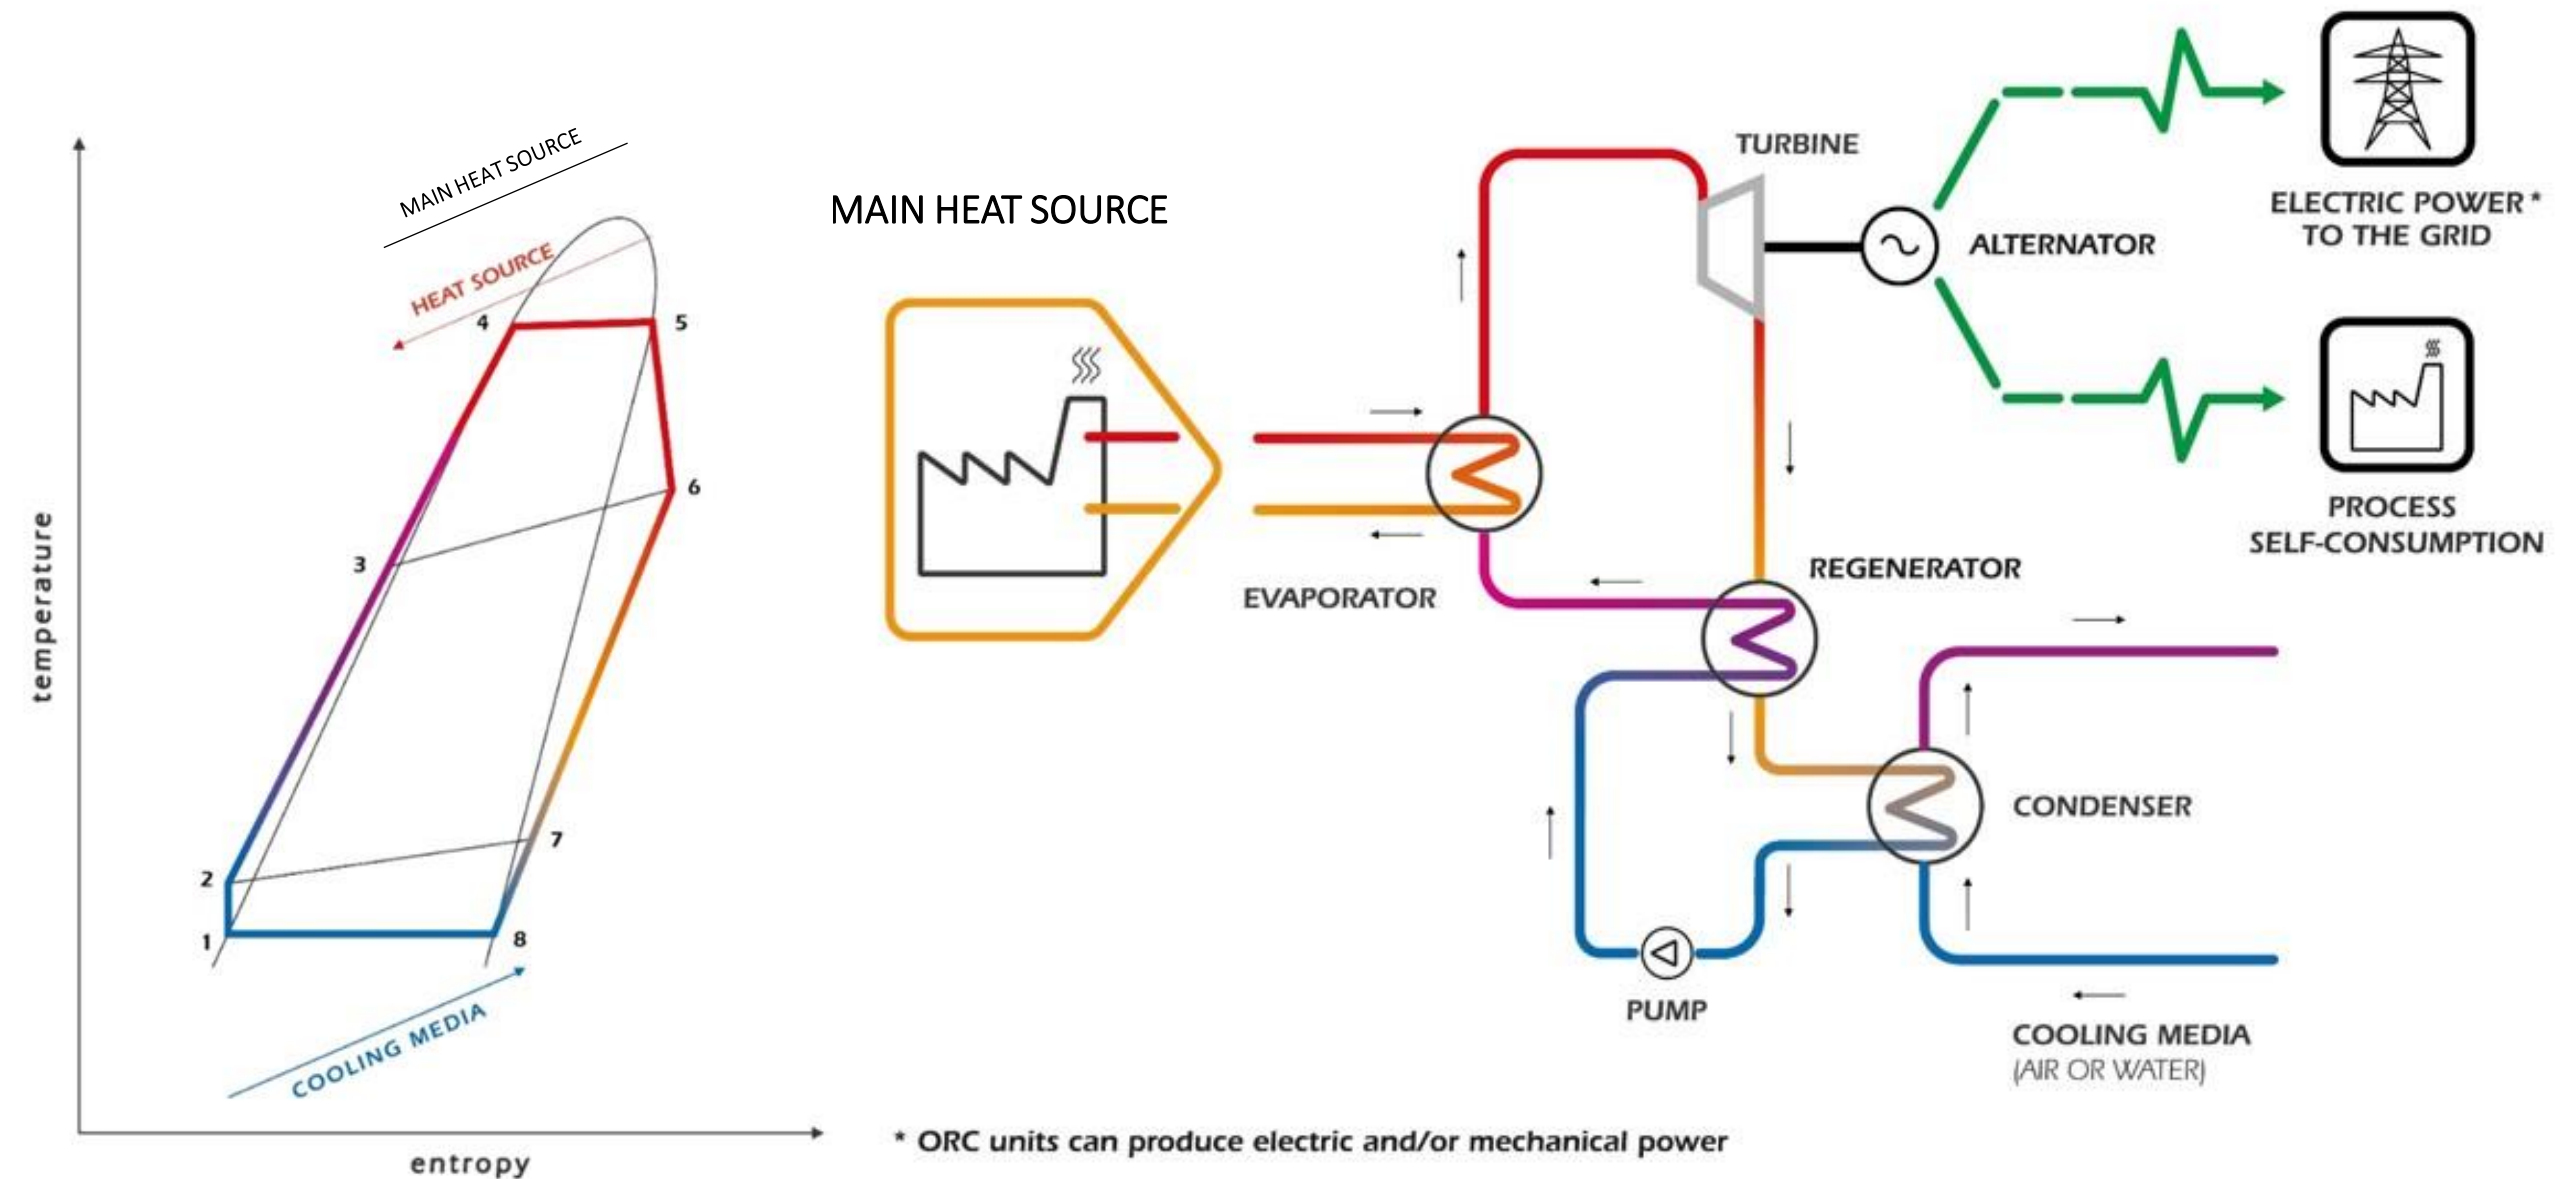 MAIN HEAT SOURCE
HEAT SOURCE
4
5
6
3
7
2
1
8
COOLING MEDIA
temperature
entropy
MAIN HEAT SOURCE
EVAPORATOR
TURBINE
ALTERNATOR
ELECTRIC POWER *
TO THE GRID
PROCESS
SELF-CONSUMPTION
REGENERATOR
CONDENSER
PUMP
COOLING MEDIA
(AIR OR WATER)
* ORC units can produce electric and/or mechanical power